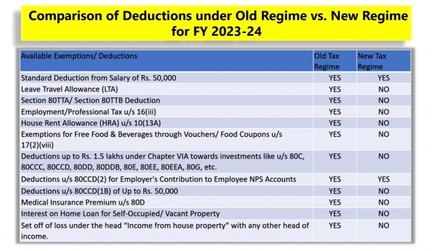 Comparison of Deductions under Old Regime vs. New Regime
for FY 2023-24
Available Exemptions/ Deductions Old Tax Regime New Tax Regime
Standard Deduction from Salary of Rs. 50,000 YES YES
Leave Travel Allowance (LTA) YES NO
Section 80TTA/ Section 80TTB Deduction YES NO
Employment/Professional Tax u/s 16(iii) YES NO
House Rent Allowance (HRA) u/s 10(13A) YES NO
Exemptions for Free Food & Beverages through Vouchers/ Food Coupons u/s YES NO
17(2)(viii)
Deductions up to Rs. 1.5 lakhs under Chapter VIA towards investments like u/s 80C, YES NO
80CCC, 80CCD, 80DD, 80DDB, 80E, 80EE, 80EEA, 80G, etc.
Deductions u/s 80CCD(2) for Employer's Contribution to Employee NPS Accounts YES YES
Deductions u/s 80CCD(1B) of Up to Rs. 50,000 YES NO
Medical Insurance Premium u/s 80D YES NO
Interest on Home Loan for Self-Occupied/ Vacant Property YES NO
Set off of loss under the head "Income from house property" with any other head of YES NO
income.